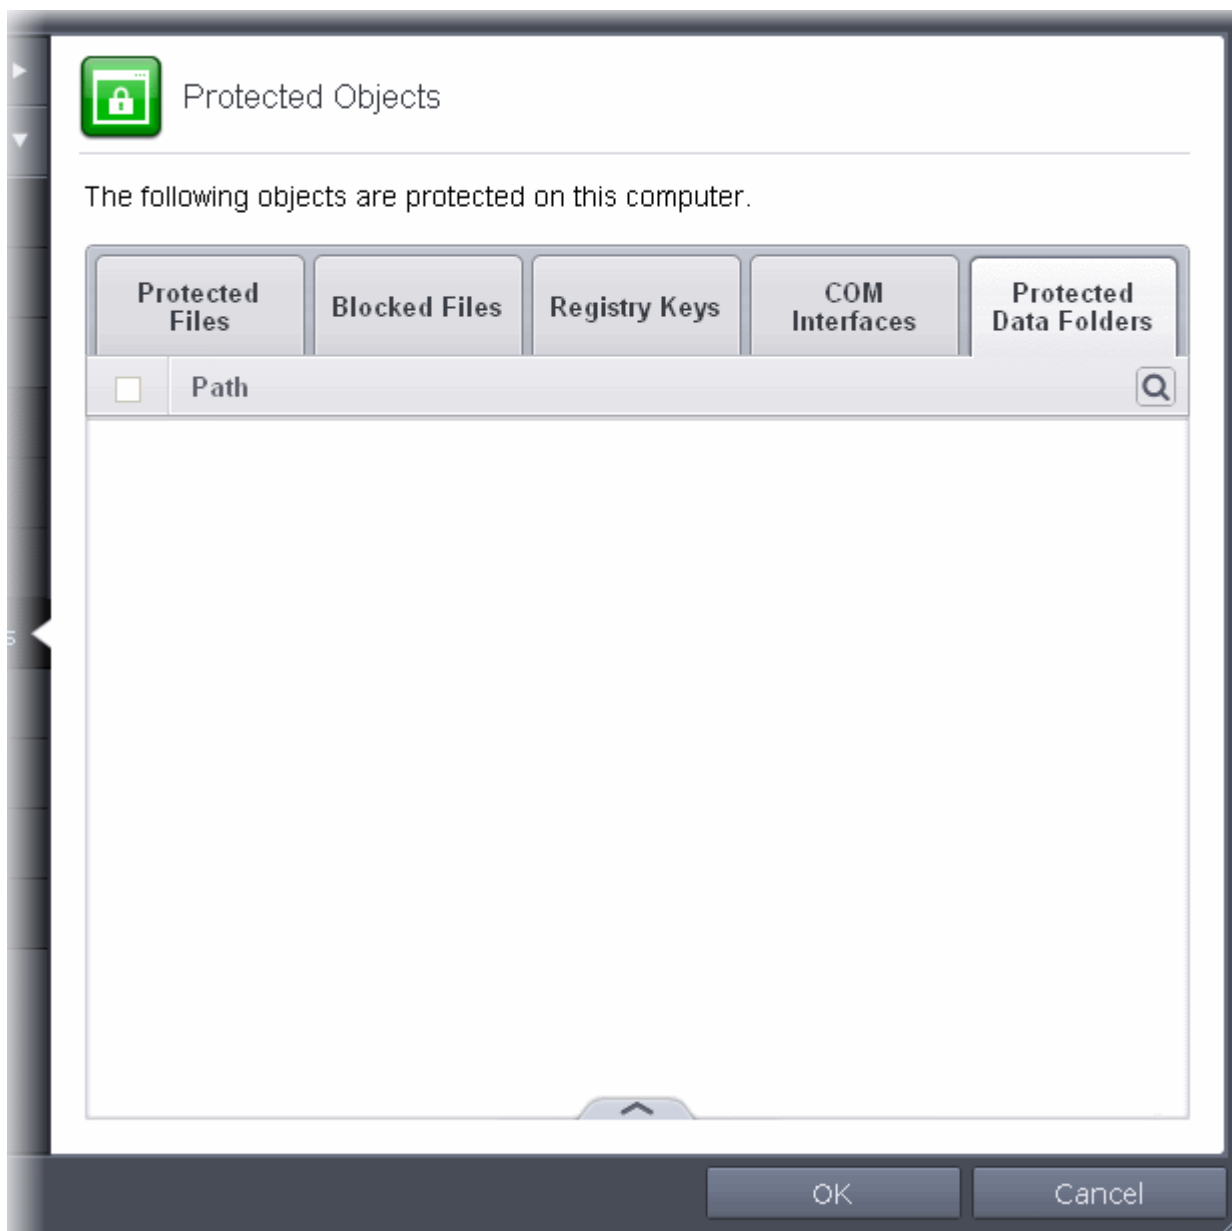 Protected Objects
The following objects are protected on this computer.
Protected
Files
Blocked Files
Registry Keys
COM
Interfaces
Protected
Data Folders
Path
s
OK
Cancel